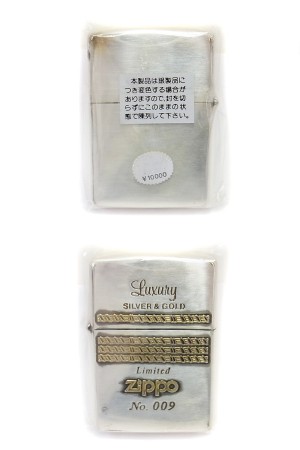 本製品は銀製品に
つき変色する場合が
ありますので、封を切
らずにこのままの状
態で陳列して下さい。
￥10000
Luxury
SILVER & GOLD
Limited
Zippo
No. 009